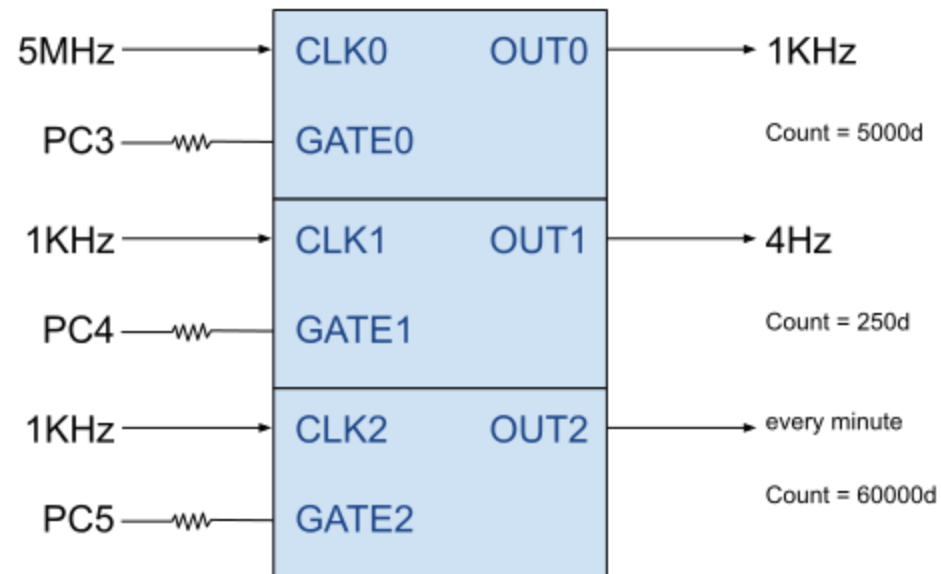 5MHz CLK0 OUT0 1KHz
PC3 GATE0 Count = 5000d
1KHz CLK1 OUT1 4Hz
PC4 GATE1 Count = 250d
1KHz CLK2 OUT2 every minute
PC5 GATE2 Count = 60000d